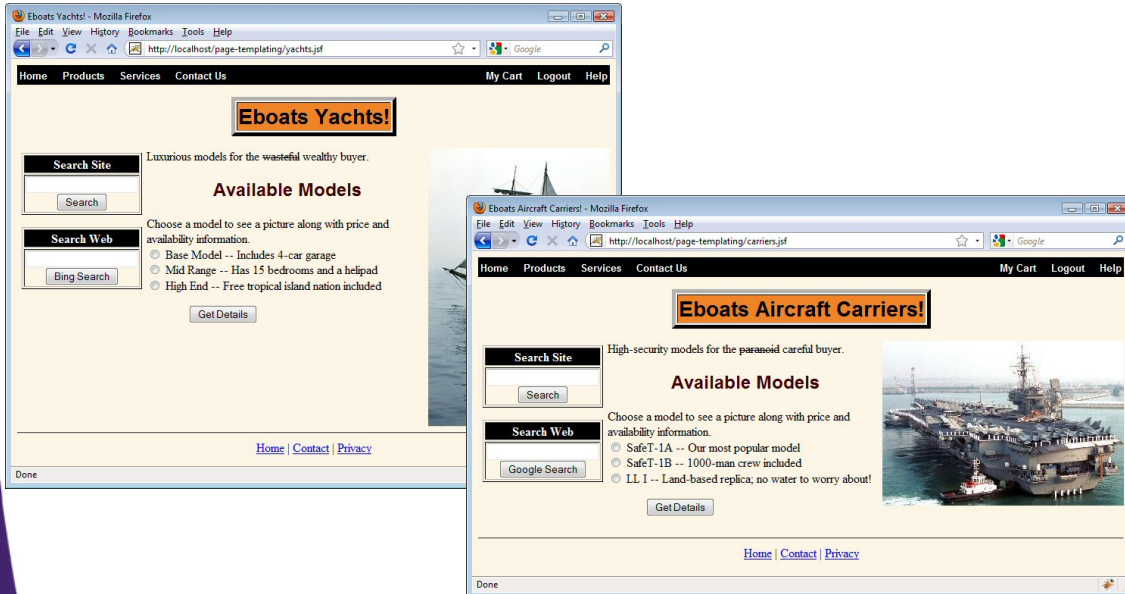 Eboats Yachts! - Mozilla Firefox
File Edit View History Bookmarks Tools Help
http://localhost/page-templating/yachts.jsf
Google
Home Products Services Contact Us My Cart Logout Help
Eboats Yachts!
Search Site
Search
Search Web
Bing Search
Luxurious models for the wasteful wealthy buyer.
Available Models
Choose a model to see a picture along with price and
availability information.
Base Model -- Includes 4-car garage
Mid Range -- Has 15 bedrooms and a helipad
High End -- Free tropical island nation included
Get Details
Home | Contact | Privacy
Done
Eboats Aircraft Carriers! - Mozilla Firefox
File Edit View History Bookmarks Tools Help
http://localhost/page-templating/carriers.jsf
Google
Home Products Services Contact Us My Cart Logout Help
Eboats Aircraft Carriers!
Search Site
Search
Search Web
Google Search
High-security models for the paranoid careful buyer.
Available Models
Choose a model to see a picture along with price and
availability information.
SafeT-1A -- Our most popular model
SafeT-1B -- 1000-man crew included
LL I -- Land-based replica; no water to worry about!
Get Details
Home | Contact | Privacy
Done